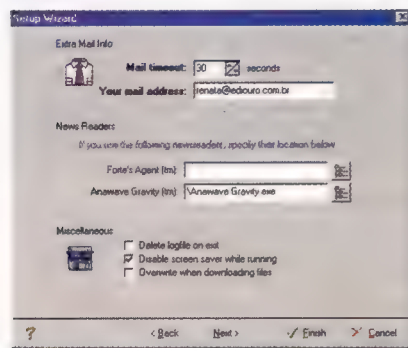 Setup Wizard
Extra Mail Info
Mail timeout: 30 seconds
Your mail address: renata@ediouro.com.br
News Readers
If you use the following newsreaders, specify their location below
Forte's Agent (tm):
Anawave Gravity (tm): \Anawave Gravity.exe
Miscellaneous
Delete logfile on exit
Disable screen saver while running
Overwrite when downloading files
? < Back Next > Finish Cancel